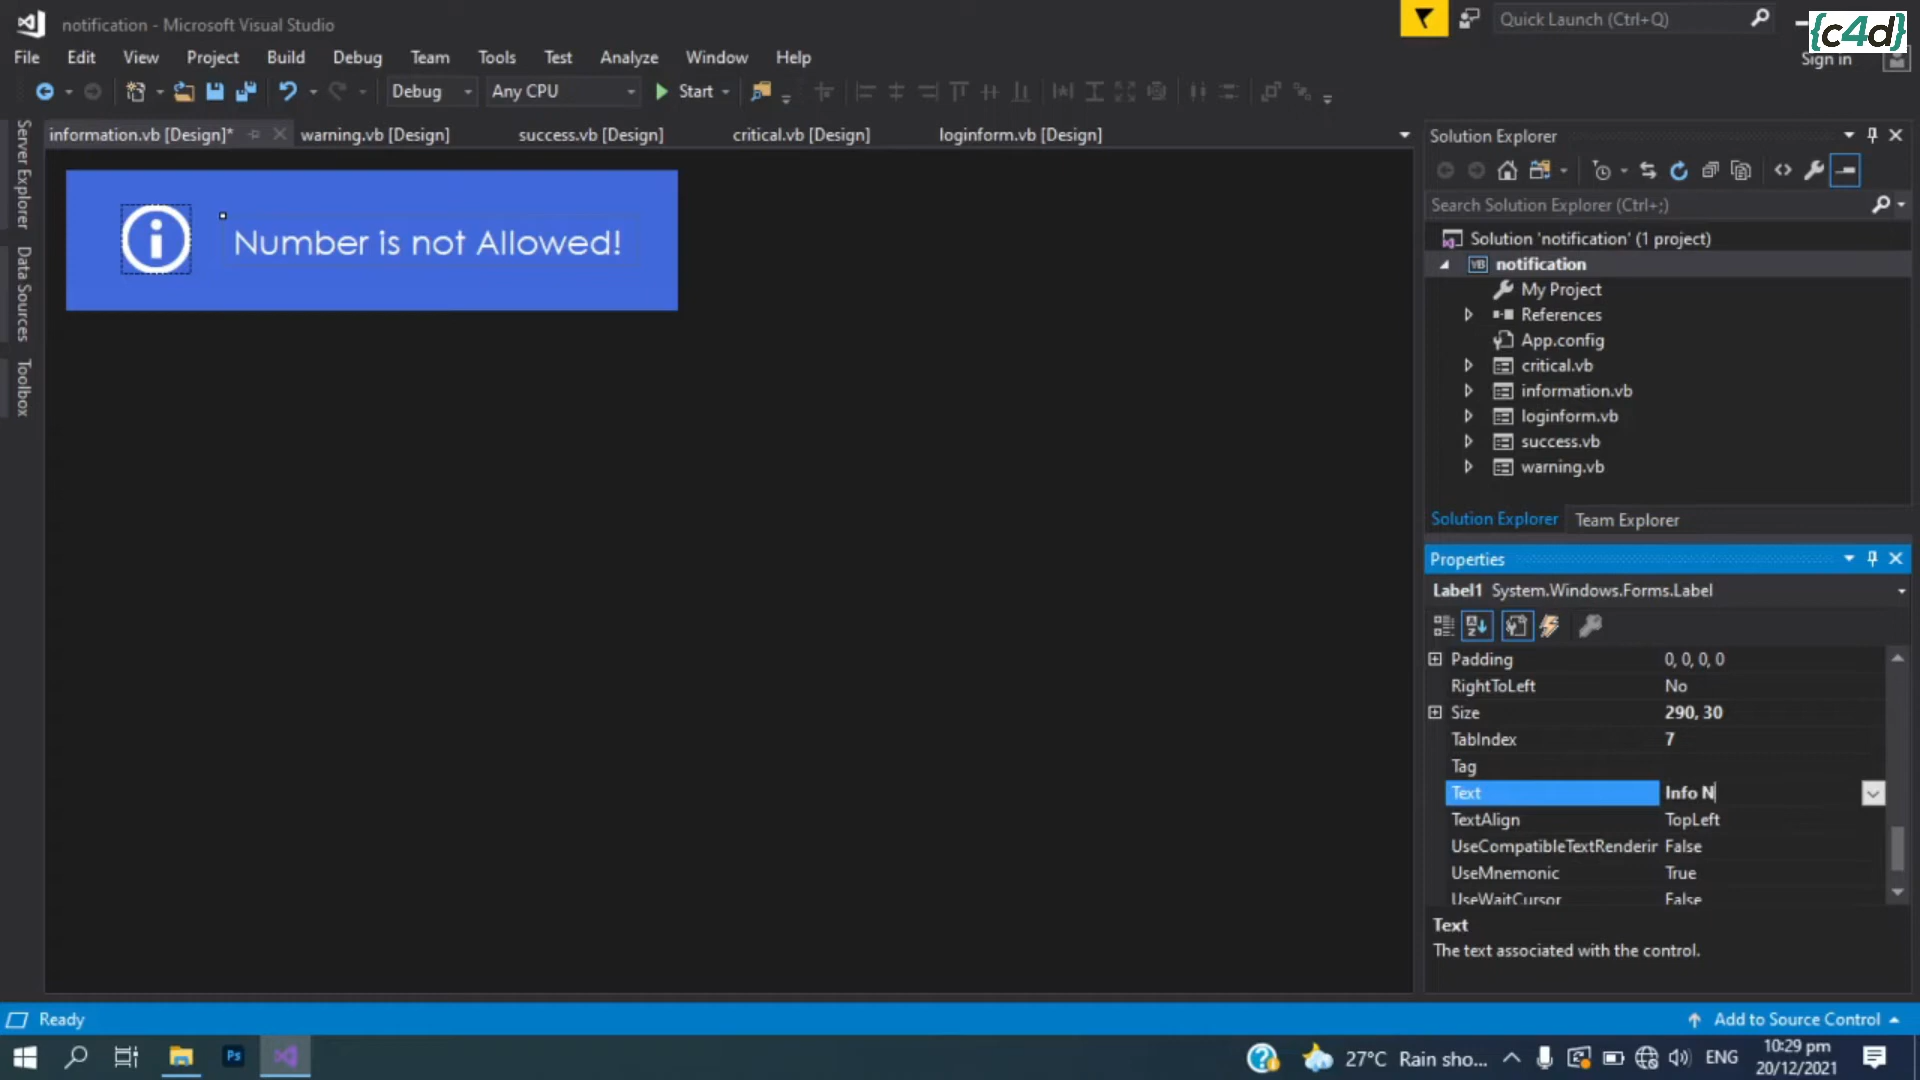 notification - Microsoft Visual Studio
Quick Launch (Ctrl+Q)
{c4d}
File Edit View Project Build Debug Team Tools Test Analyze Window Help
Sign in
Debug Any CPU Start
information.vb [Design]* warning.vb [Design] success.vb [Design] critical.vb [Design] loginform.vb [Design]
Server Explorer
Data Sources
Toolbox
Number is not Allowed!
Solution Explorer
Search Solution Explorer (Ctrl+;)
Solution 'notification' (1 project)
VB notification
My Project
References
App.config
critical.vb
information.vb
loginform.vb
success.vb
warning.vb
Solution Explorer Team Explorer
Properties
Label1 System.Windows.Forms.Label
Padding 0, 0, 0, 0
RightToLeft No
Size 290, 30
TabIndex 7
Tag
Text Info N
TextAlign TopLeft
UseCompatibleTextRenderir False
UseMnemonic True
UseWaitCursor False
Text
The text associated with the control.
Ready
Add to Source Control
Ps
27°C Rain sho... ENG
10:29 pm
20/12/2021